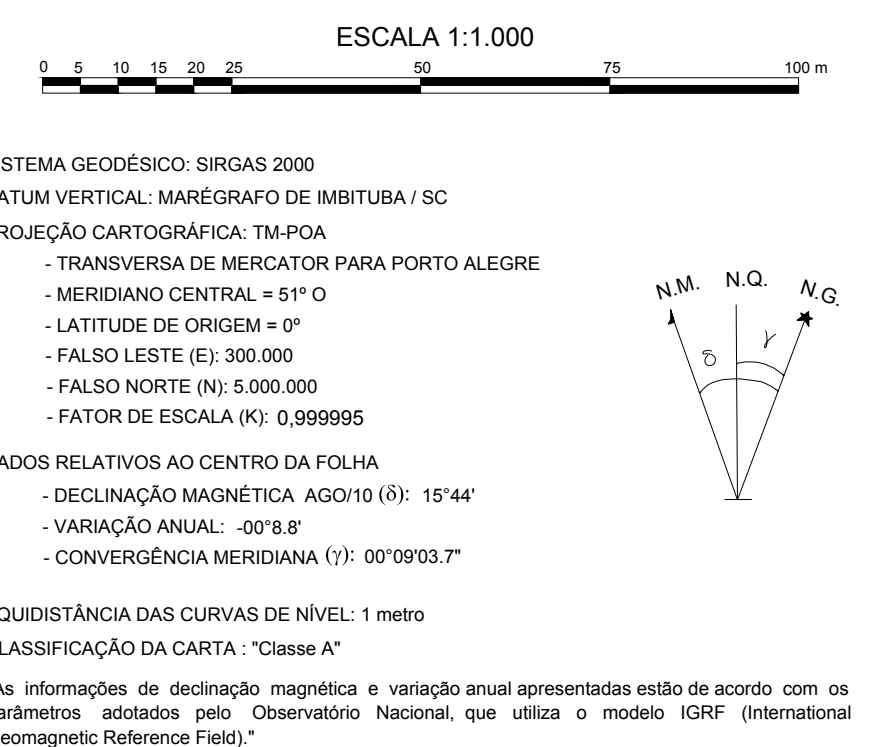 ESCALA 1:1.000
0 5 10 15 20 25 50 75 100 m
ISTEMA GEODÉSICO: SIRGAS 2000
ATUM VERTICAL: MARÉGRAFO DE IMBITUBA / SC
ROJEÇÃO CARTOGRÁFICA: TM-POA
- TRANSVERSA DE MERCATOR PARA PORTO ALEGRE
- MERIDIANO CENTRAL = 51º O
- LATITUDE DE ORIGEM = 0º
- FALSO LESTE (E): 300.000
- FALSO NORTE (N): 5.000.000
- FATOR DE ESCALA (K): 0,999995
N.M. N.Q. N.G.
δ γ
ADOS RELATIVOS AO CENTRO DA FOLHA
- DECLINAÇÃO MAGNÉTICA AGO/10 (δ): 15°44'
- VARIAÇÃO ANUAL: -00°8.8'
- CONVERGÊNCIA MERIDIANA (γ): 00°09'03.7"
QUIDISTÂNCIA DAS CURVAS DE NÍVEL: 1 metro
LASSIFICAÇÃO DA CARTA : "Classe A"
As informações de declinação magnética e variação anual apresentadas estão de acordo com os
arâmetros adotados pelo Observatório Nacional, que utiliza o modelo IGRF (International
eomagnetic Reference Field)."